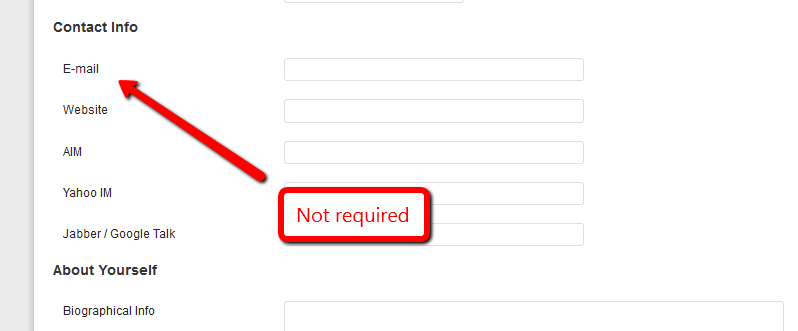 Contact Info
E-mail
Website
AIM
Yahoo IM
Not required
Jabber / Google Talk
About Yourself
Biographical Info